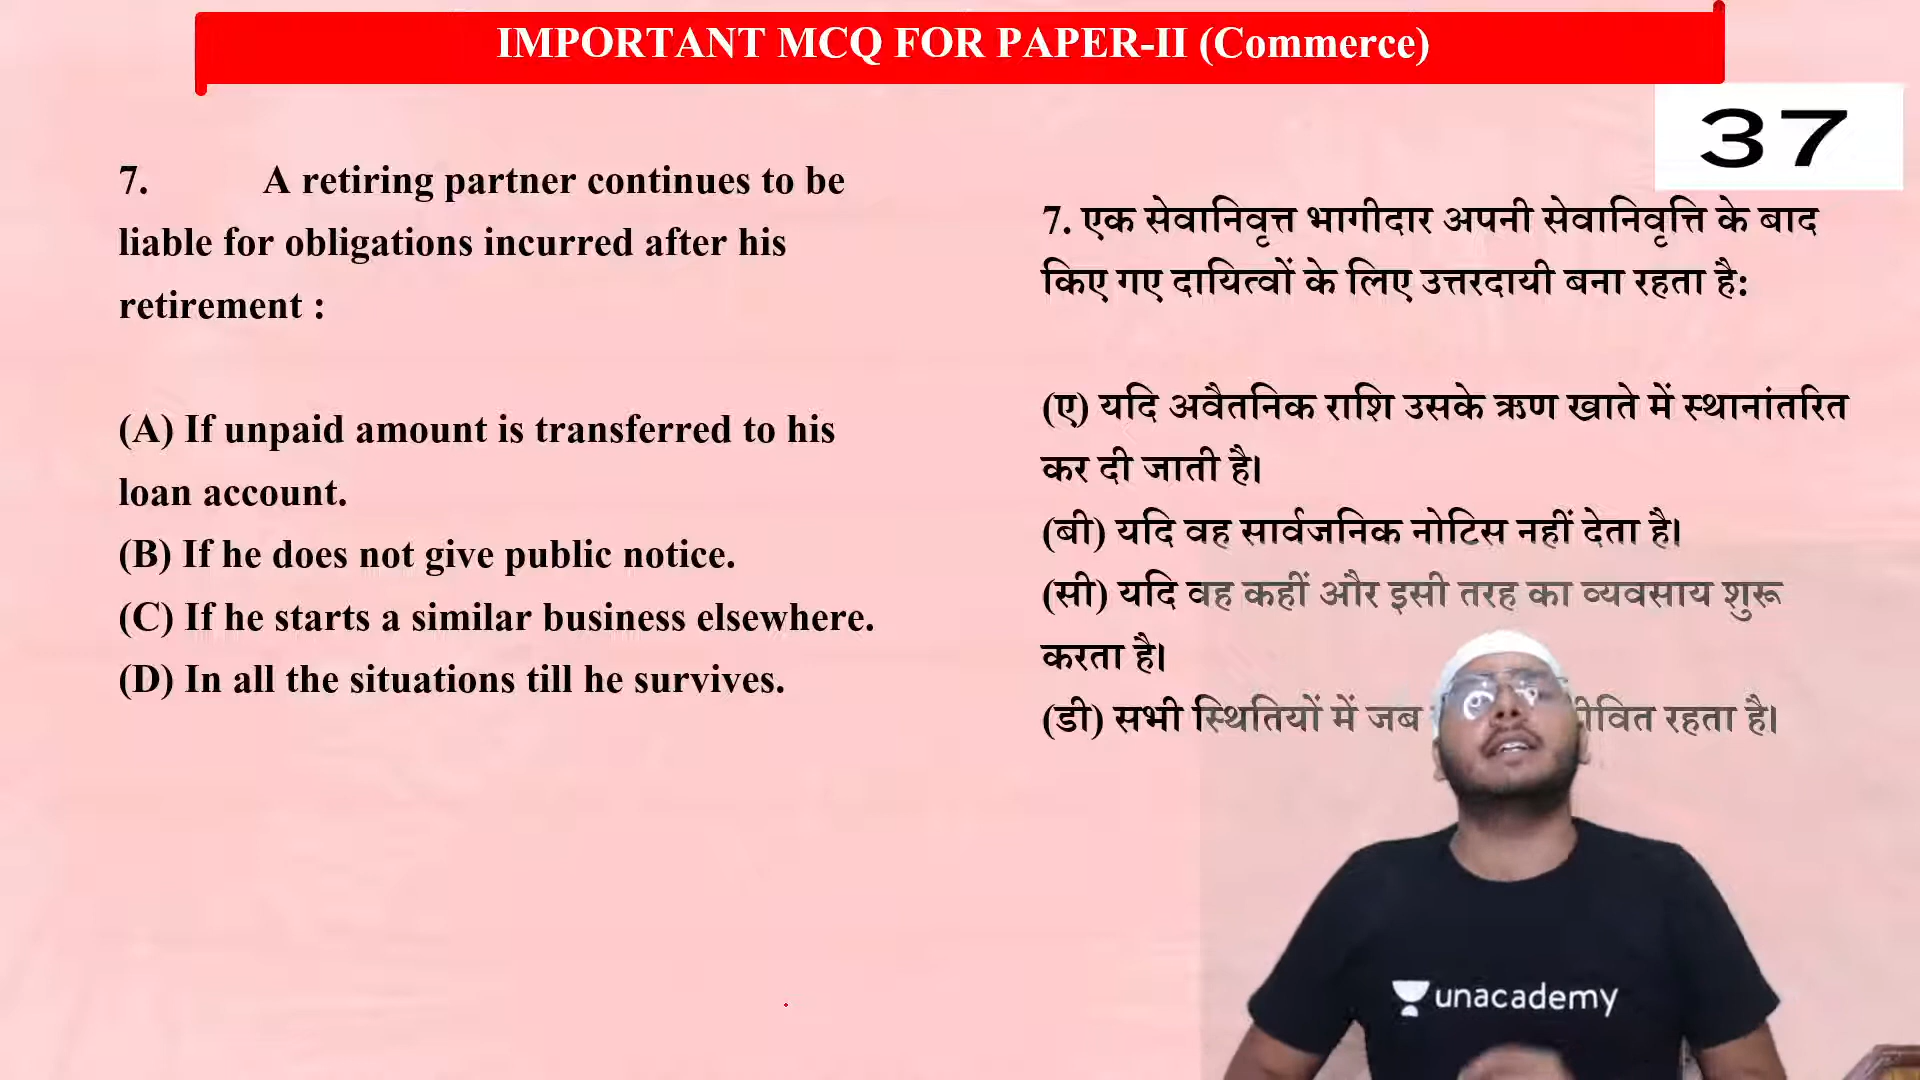 IMPORTANT MCQ FOR PAPER-II (Commerce)
37
7. A retiring partner continues to be
liable for obligations incurred after his
retirement :
(A) If unpaid amount is transferred to his
loan account.
(B) If he does not give public notice.
(C) If he starts a similar business elsewhere.
(D) In all the situations till he survives.
7. एक सेवानिवृत्त भागीदार अपनी सेवानिवृत्ति के बाद
किए गए दायित्वों के लिए उत्तरदायी बना रहता है:
(ए) यदि अवैतनिक राशि उसके ऋण खाते में स्थानांतरित
कर दी जाती है।
(बी) यदि वह सार्वजनिक नोटिस नहीं देता है।
(सी) यदि वह कहीं और इसी तरह का व्यवसाय शुरू
करता है।
(डी) सभी स्थितियों में जब रहता है।
unacademy